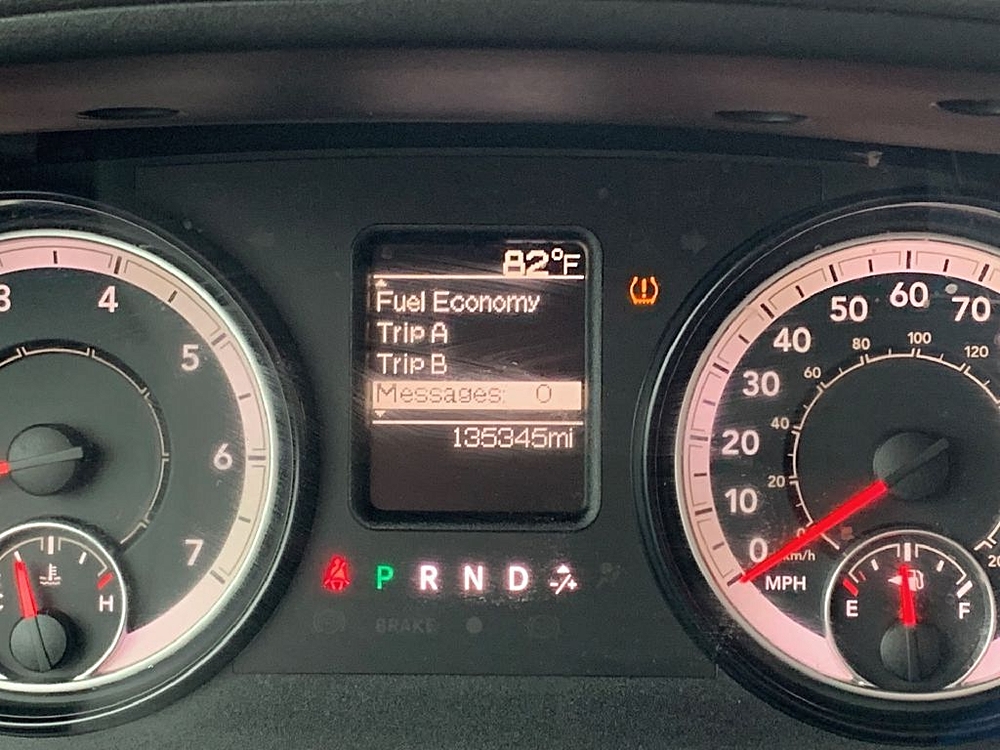 82°F
Fuel Economy
Trip A
Trip B
Messages: 0
135345mi
3 4 5 6 7
H
P R N D
BRAKE
0 10 20 30 40 50 60 70
MPH
0 20 40 60 80 100 120
km/h
E F